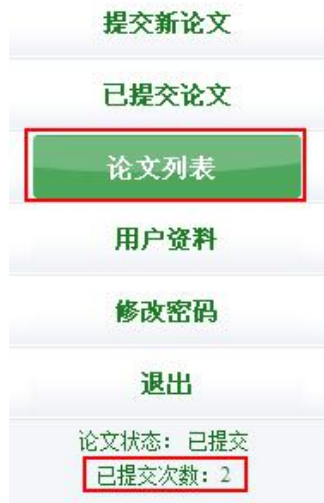 提交新论文
已提交论文
论文列表
用户资料
修改密码
退出
论文状态：已提交
已提交次数：2